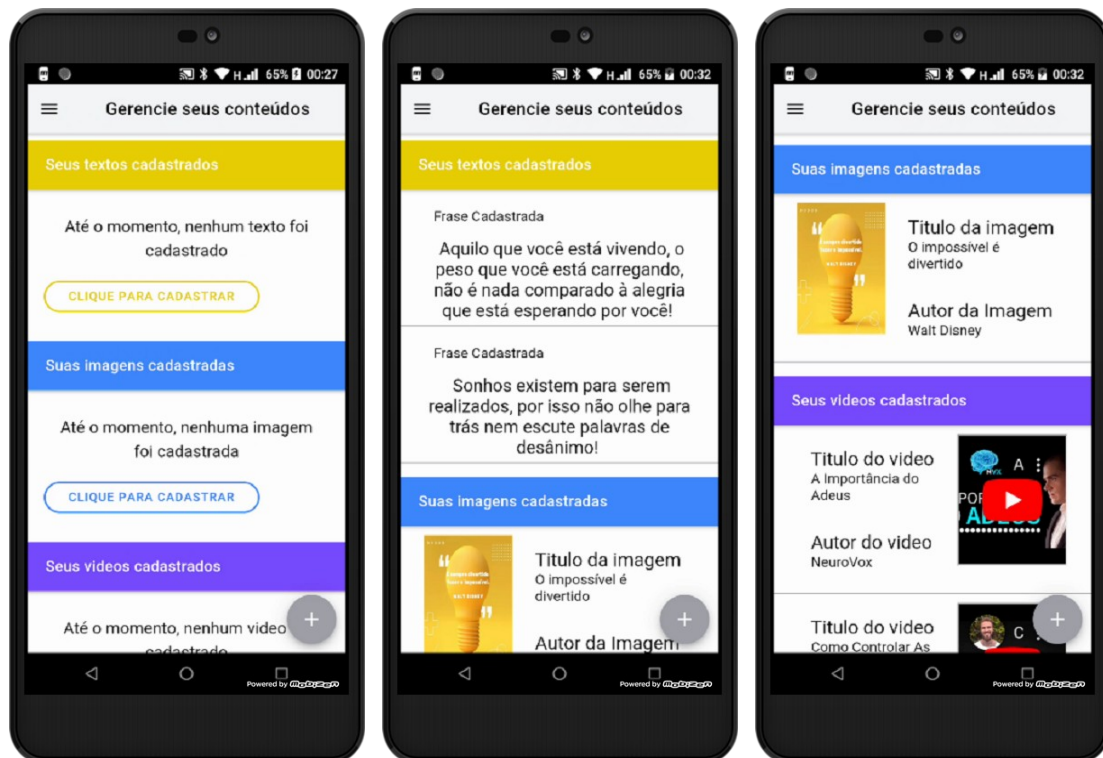 65% 00:27
Gerencie seus conteúdos
Seus textos cadastrados
Até o momento, nenhum texto foi
cadastrado
CLIQUE PARA CADASTRAR
Suas imagens cadastradas
Até o momento, nenhuma imagem
foi cadastrada
CLIQUE PARA CADASTRAR
Seus videos cadastrados
+
Até o momento, nenhum video
cadastrado
Powered by mobizen
H 65% 00:32
Gerencie seus conteúdos
Seus textos cadastrados
Frase Cadastrada
Aquilo que você está vivendo, o
peso que você está carregando,
não é nada comparado à alegria
que está esperando por você!
Frase Cadastrada
Sonhos existem para serem
realizados, por isso não olhe para
trás nem escute palavras de
desânimo!
Suas imagens cadastradas
Titulo da imagem
O impossível é
divertido
+
Autor da Imagem
Powered by mobizen
H 65% 00:32
Gerencie seus conteúdos
Suas imagens cadastradas
WALT DISNEY
Titulo da imagem
O impossível é
divertido
Autor da Imagem
Walt Disney
Seus videos cadastrados
Titulo do video
A Importância do
Adeus
Autor do video
NeuroVox
A
ADEUS
Titulo do video
Como Controlar As
C
+
Powered by mobizen